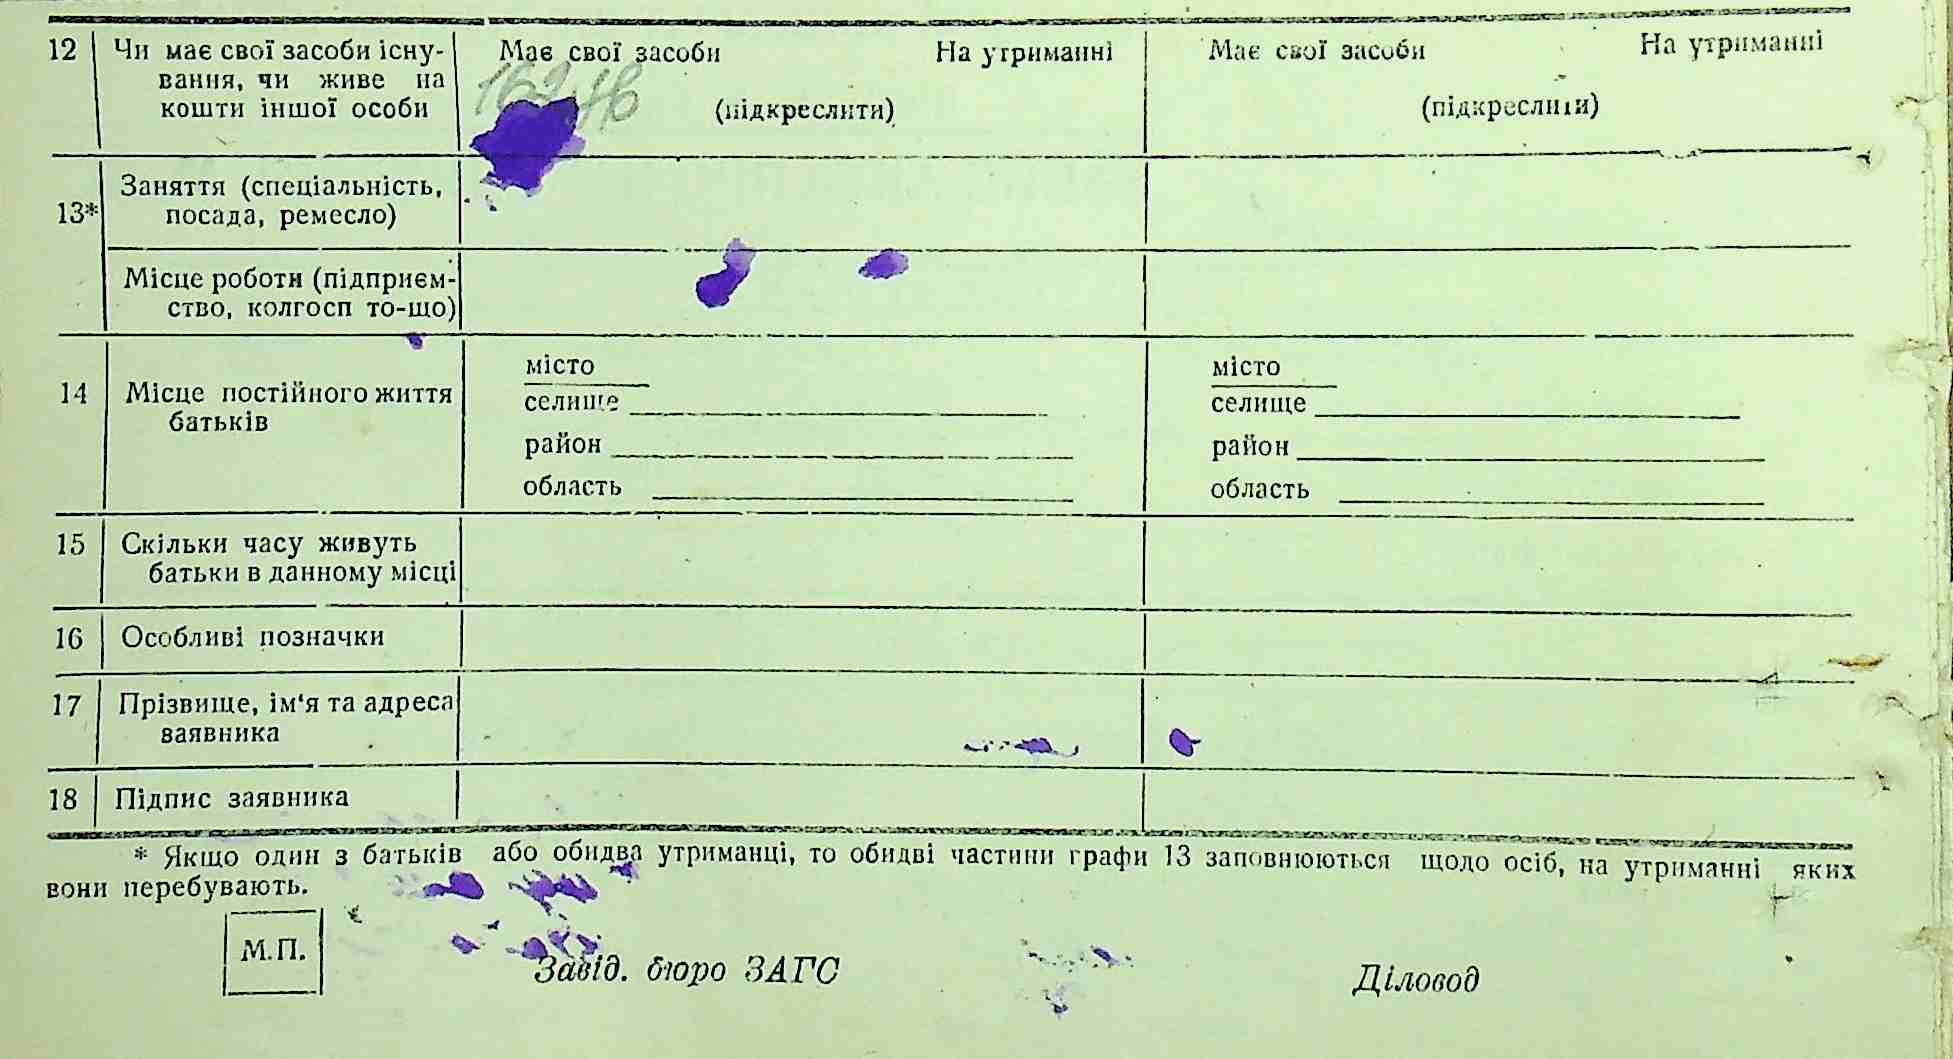 12 Чи має свої засоби існу- Має свої засоби На утриманні Має свої засоби На утриманні
вання, чи живе на
кошти іншої особи (підкреслити) (підкреслити)
Заняття (спеціальність,
13* посада, ремесло)
Місце роботи (підприєм-
ство, колгосп то-що)
місто місто
14 Місце постійного життя селище селище
батьків
район район
область область
15 Скільки часу живуть
батьки в данному місці
16 Особливі позначки
17 Прізвище, ім'я та адреса
заявника
18 Підпис заявника
* Якщо один з батьків або обидва утриманці, то обидві частини графи 13 заповнюються щодо осіб, на утриманні яких
вони перебувають.
М.П.
Завід. бюро ЗАГС Діловод